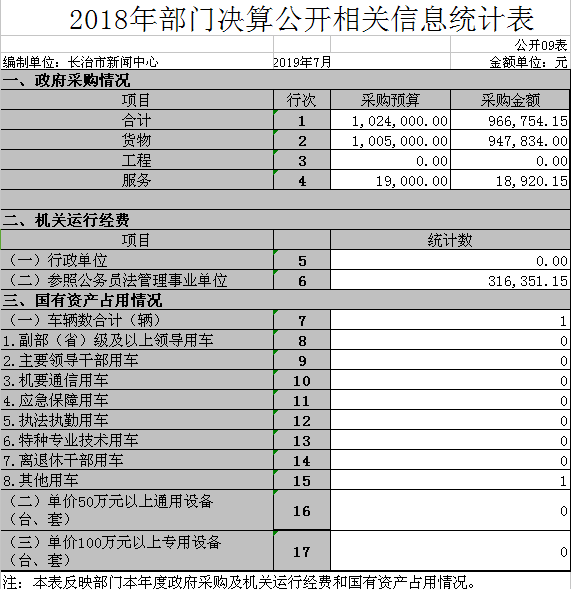 2018年部门决算公开相关信息统计表
公开09表
编制单位：长治市新闻中心 2019年7月 金额单位：元
一、政府采购情况
项目 行次 采购预算 采购金额
合计 1 1,024,000.00 966,754.15
货物 2 1,005,000.00 947,834.00
工程 3 0.00 0.00
服务 4 19,000.00 18,920.15
二、机关运行经费
项目 统计数
（一）行政单位 5 0.00
（二）参照公务员法管理事业单位 6 316,351.15
三、国有资产占用情况
（一）车辆数合计（辆） 7 1
1.副部（省）级及以上领导用车 8 0
2.主要领导干部用车 9 0
3.机要通信用车 10 0
4.应急保障用车 11 0
5.执法执勤用车 12 0
6.特种专业技术用车 13 0
7.离退休干部用车 14 0
8.其他用车 15 1
（二）单价50万元以上通用设备
（台、套） 16 0
（三）单价100万元以上专用设备
（台、套） 17 0
注：本表反映部门本年度政府采购及机关运行经费和国有资产占用情况。